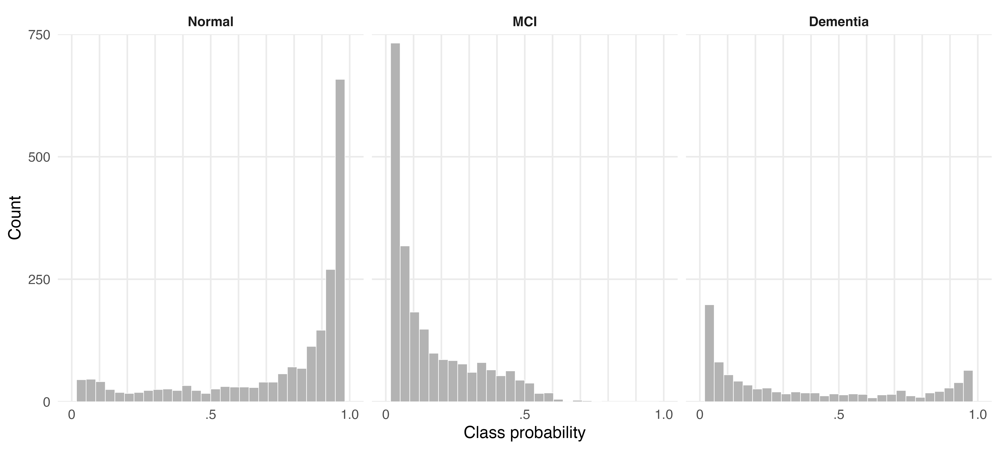 Normal MCI Dementia
750
500
250
0
Count
0 .5 1.0 0 .5 1.0 0 .5 1.0
Class probability